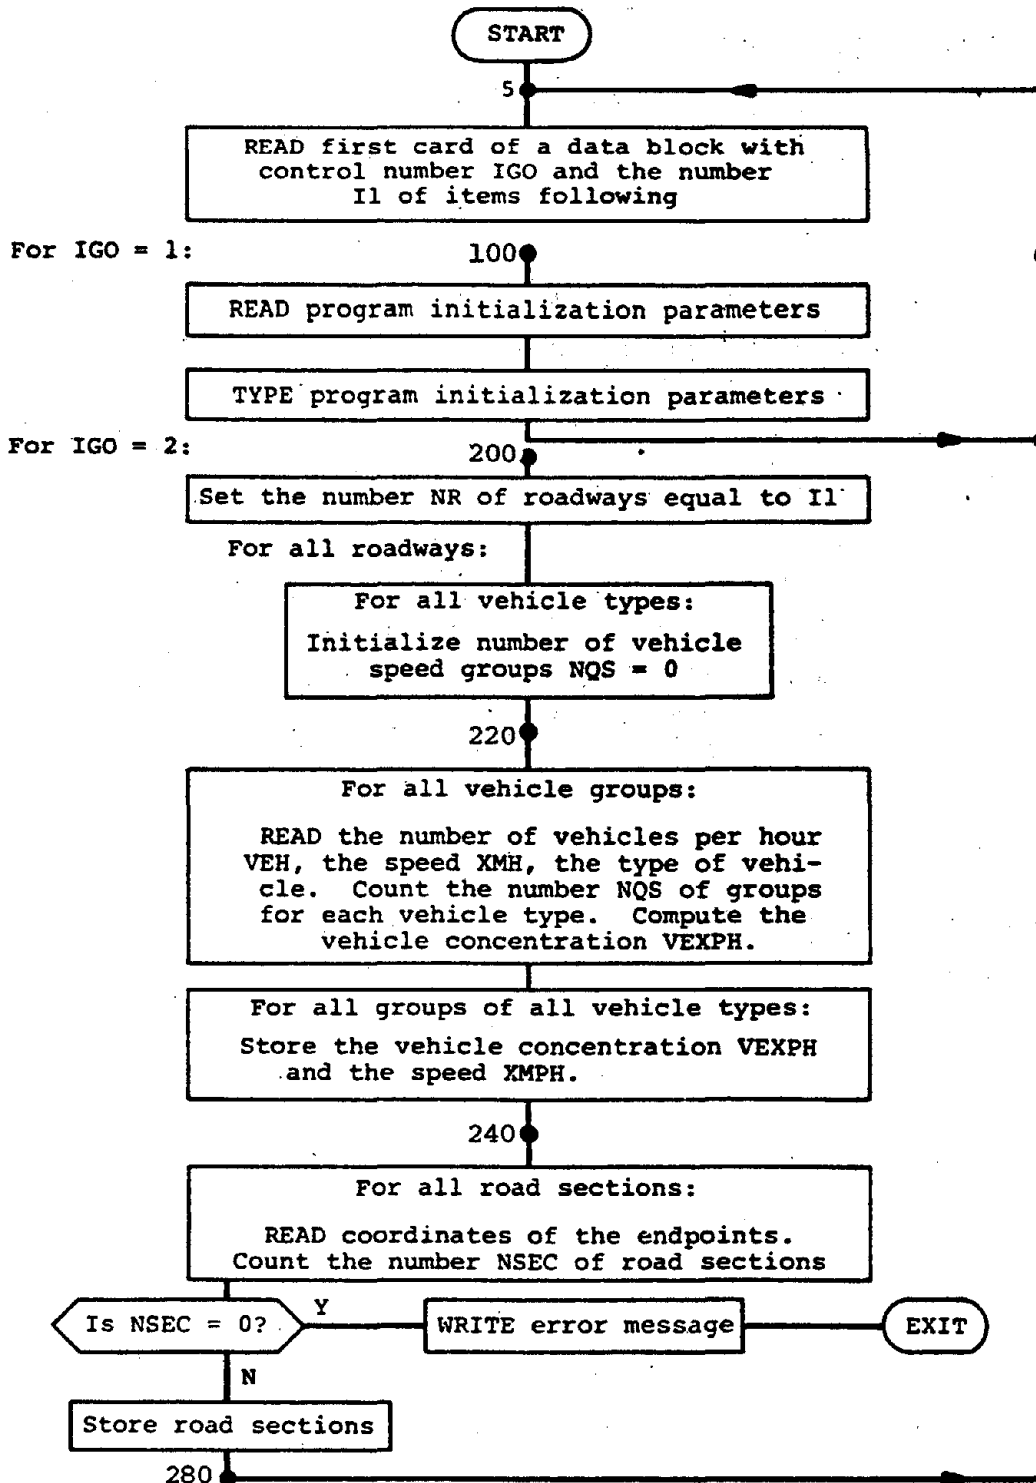 START
5
READ first card of a data block with
control number IGO and the number
I1 of items following
For IGO = 1:
100
READ program initialization parameters
TYPE program initialization parameters
For IGO = 2:
200
Set the number NR of roadways equal to I1
For all roadways:
For all vehicle types:
Initialize number of vehicle
speed groups NQS = 0
220
For all vehicle groups:
READ the number of vehicles per hour
VEH, the speed XMH, the type of vehi-
cle. Count the number NQS of groups
for each vehicle type. Compute the
vehicle concentration VEXPH.
For all groups of all vehicle types:
Store the vehicle concentration VEXPH
and the speed XMPH.
240
For all road sections:
READ coordinates of the endpoints.
Count the number NSEC of road sections
Is NSEC = 0?
Y
WRITE error message
EXIT
N
Store road sections
280